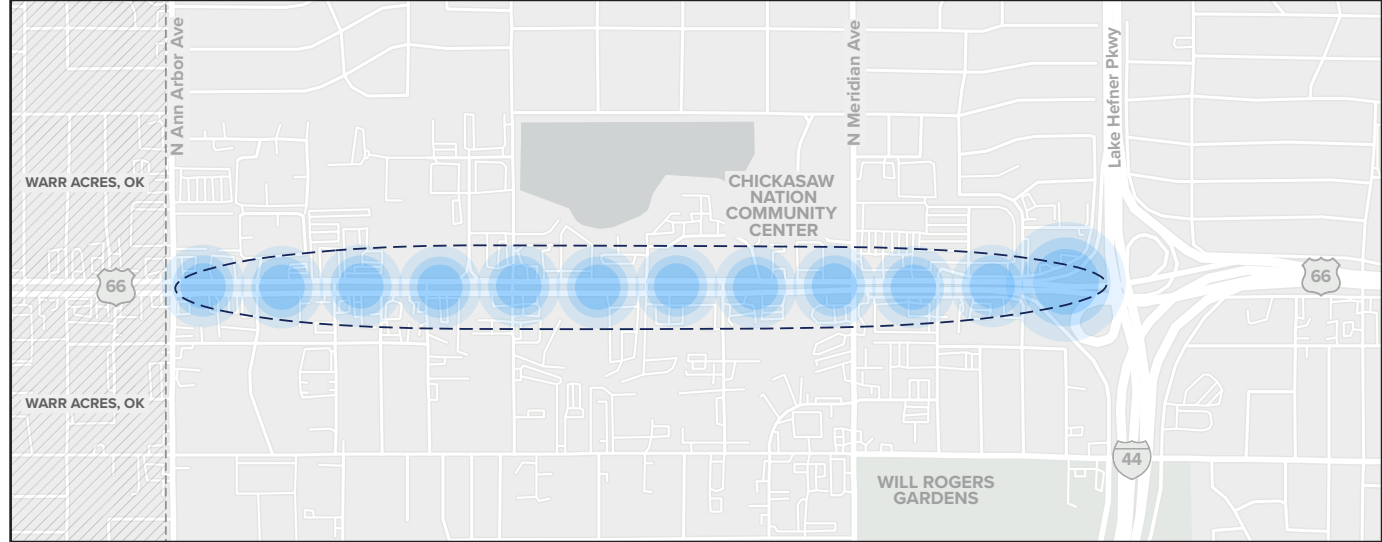 N Ann Arbor Ave
N Meridian Ave
Lake Hefner Pkwy
WARR ACRES, OK
CHICKASAW
NATION
COMMUNITY
CENTER
66
66
WARR ACRES, OK
44
WILL ROGERS
GARDENS